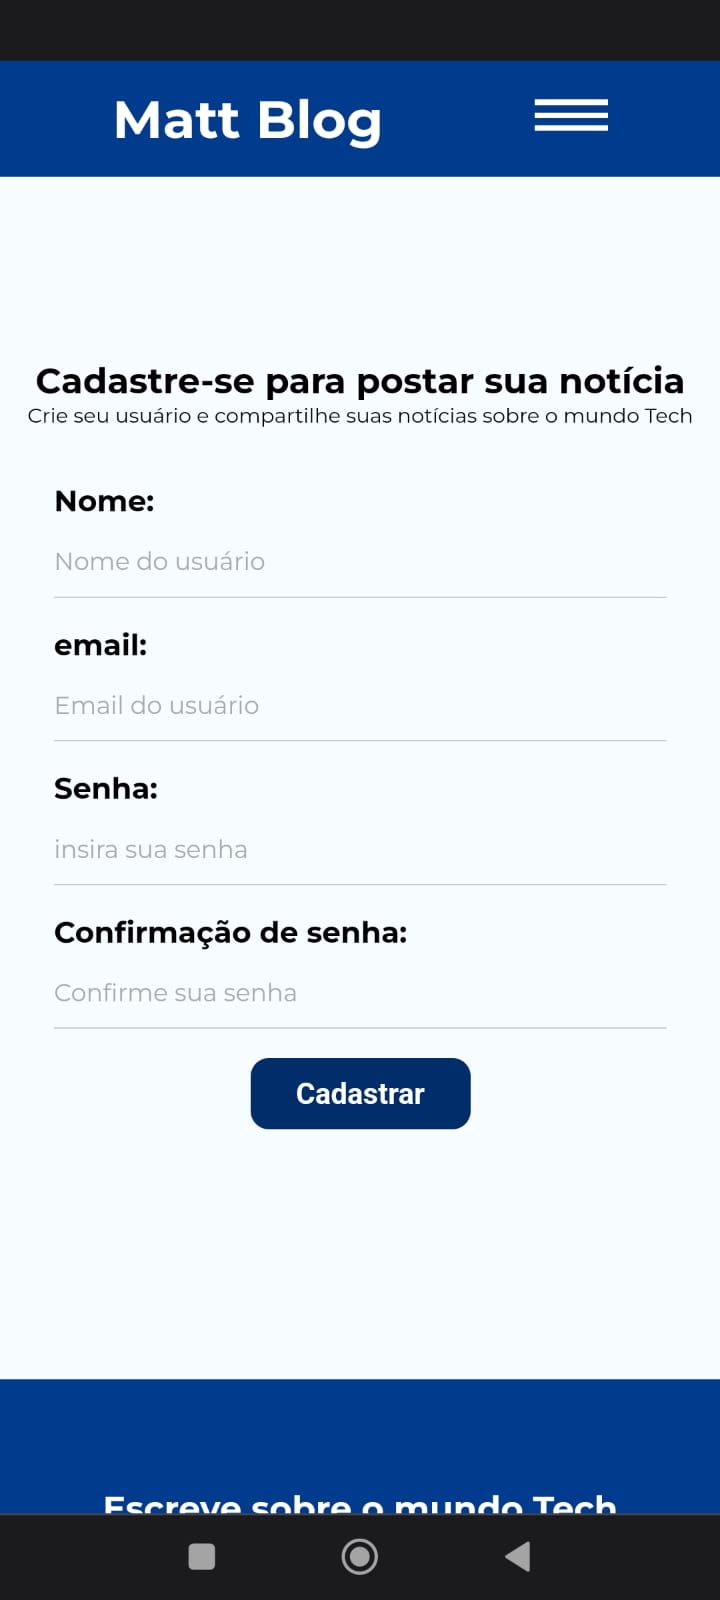 Matt Blog
Cadastre-se para postar sua notícia
Crie seu usuário e compartilhe suas notícias sobre o mundo Tech
Nome:
Nome do usuário
email:
Email do usuário
Senha:
insira sua senha
Confirmação de senha:
Confirme sua senha
Cadastrar
Escreve sobre o mundo Tech